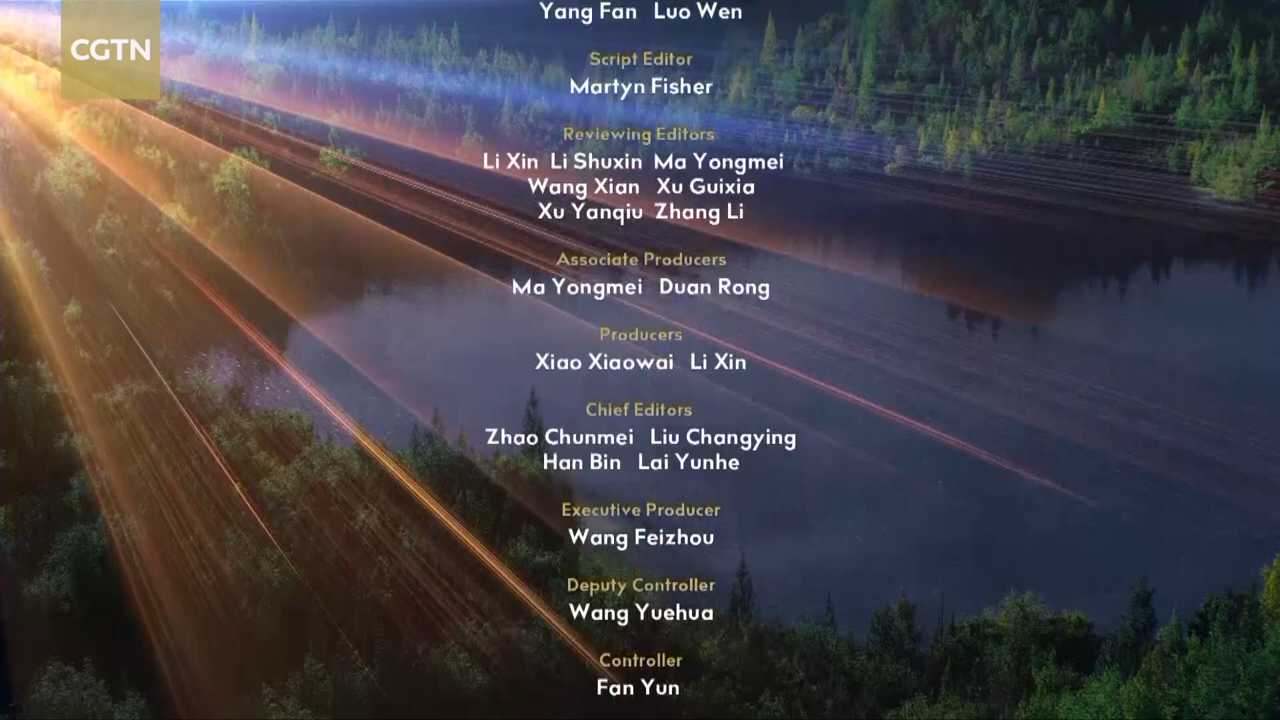 CGTN
Yang Fan Luo Wen
Script Editor
Martyn Fisher
Reviewing Editors
Li Xin Li Shuxin Ma Yongmei
Wang Xian Xu Guixia
Xu Yanqiu Zhang Li
Associate Producers
Ma Yongmei Duan Rong
Producers
Xiao Xiaowai Li Xin
Chief Editors
Zhao Chunmei Liu Changying
Han Bin Lai Yunhe
Executive Producer
Wang Feizhou
Deputy Controller
Wang Yuehua
Controller
Fan Yun